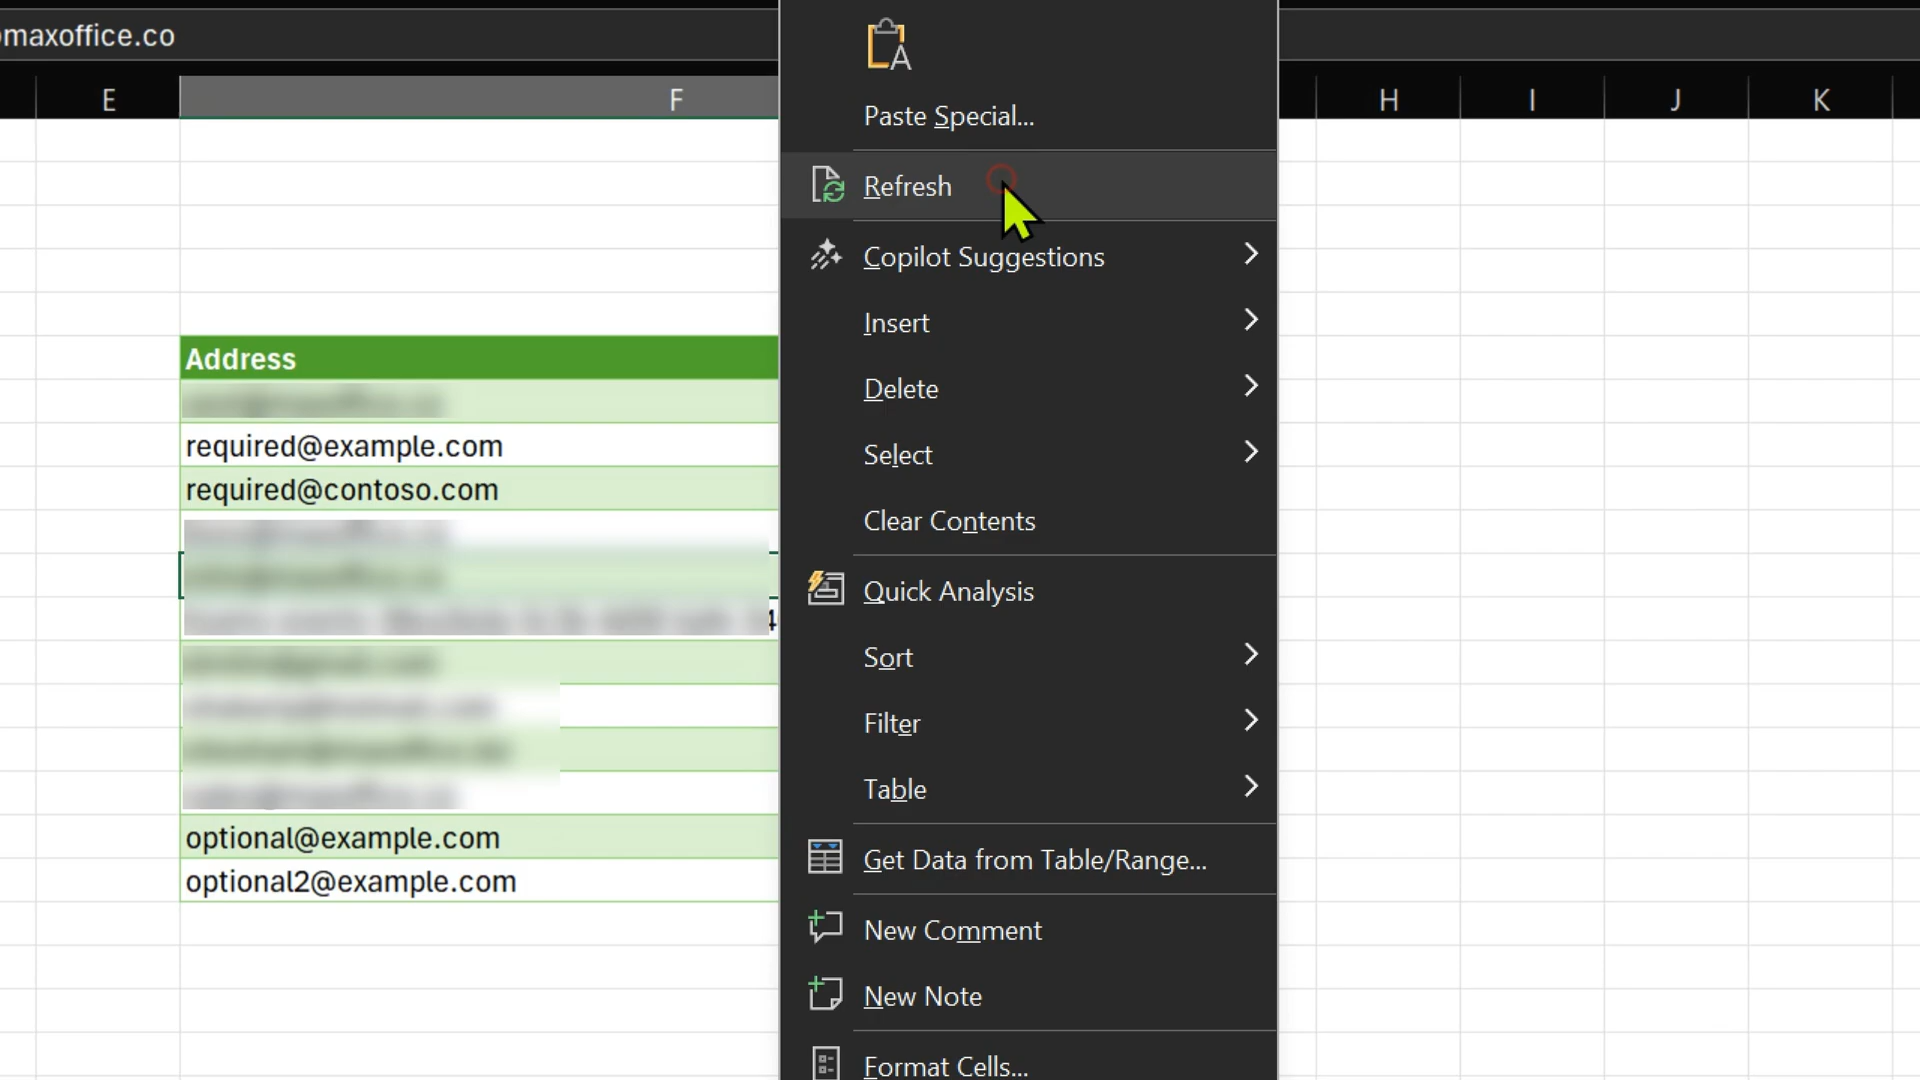 maxoffice.co
E F H I J K
Address
required@example.com
required@contoso.com
4
optional@example.com
optional2@example.com
A
Paste Special...
Refresh
Copilot Suggestions
Insert
Delete
Select
Clear Contents
Quick Analysis
Sort
Filter
Table
Get Data from Table/Range...
New Comment
New Note
Format Cells...